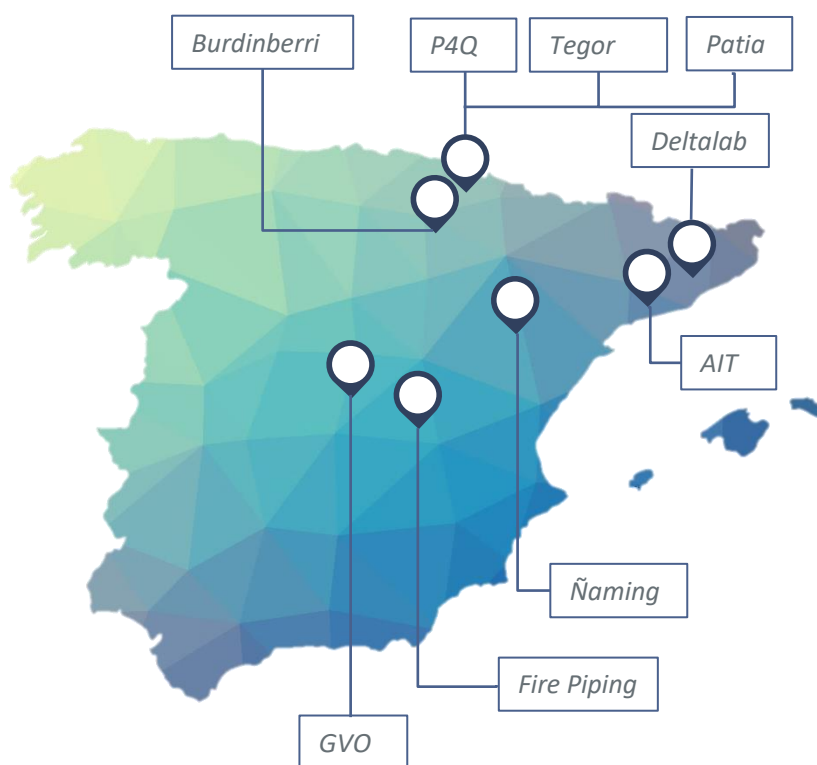 Burdinberri
P4Q
Tegor
Patia
Deltalab
AIT
Ñaming
Fire Piping
GVO